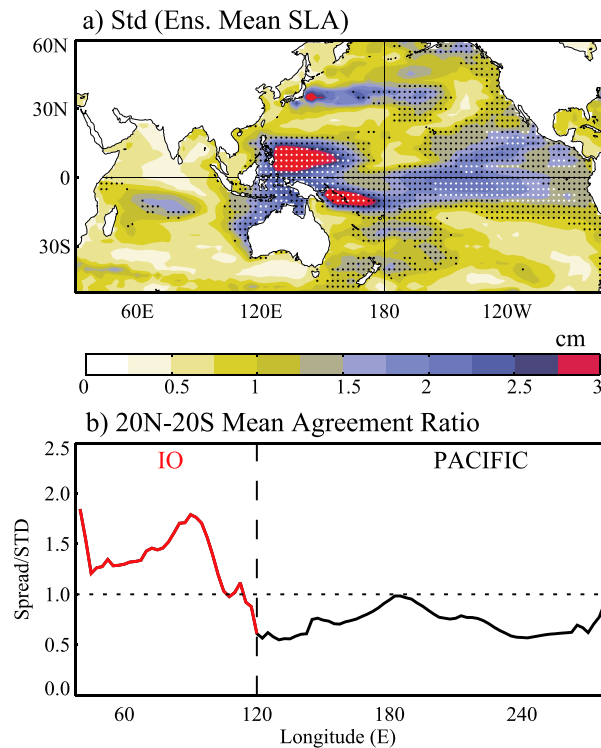 a) Std (Ens. Mean SLA)
60N
30N
0
30S
60E 120E 180 120W
cm
0 0.5 1 1.5 2 2.5 3
b) 20N-20S Mean Agreement Ratio
2.5
IO PACIFIC
2.0
1.5
Spread/STD
1.0
0.5
0.0
60 120 180 240
Longitude (E)